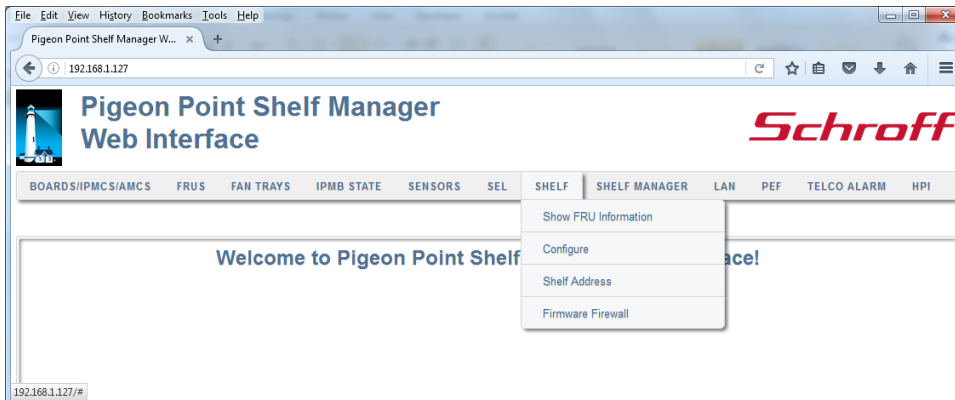 File Edit View History Bookmarks Tools Help
Pigeon Point Shelf Manager W... × +
192.168.1.127
Pigeon Point Shelf Manager
Web Interface
Schroff
BOARDS/IPMCS/AMCS FRUS FAN TRAYS IPMB STATE SENSORS SEL SHELF SHELF MANAGER LAN PEF TELCO ALARM HPI
Show FRU Information
Welcome to Pigeon Point Shelf ace!
Configure
Shelf Address
Firmware Firewall
192.168.1.127/#